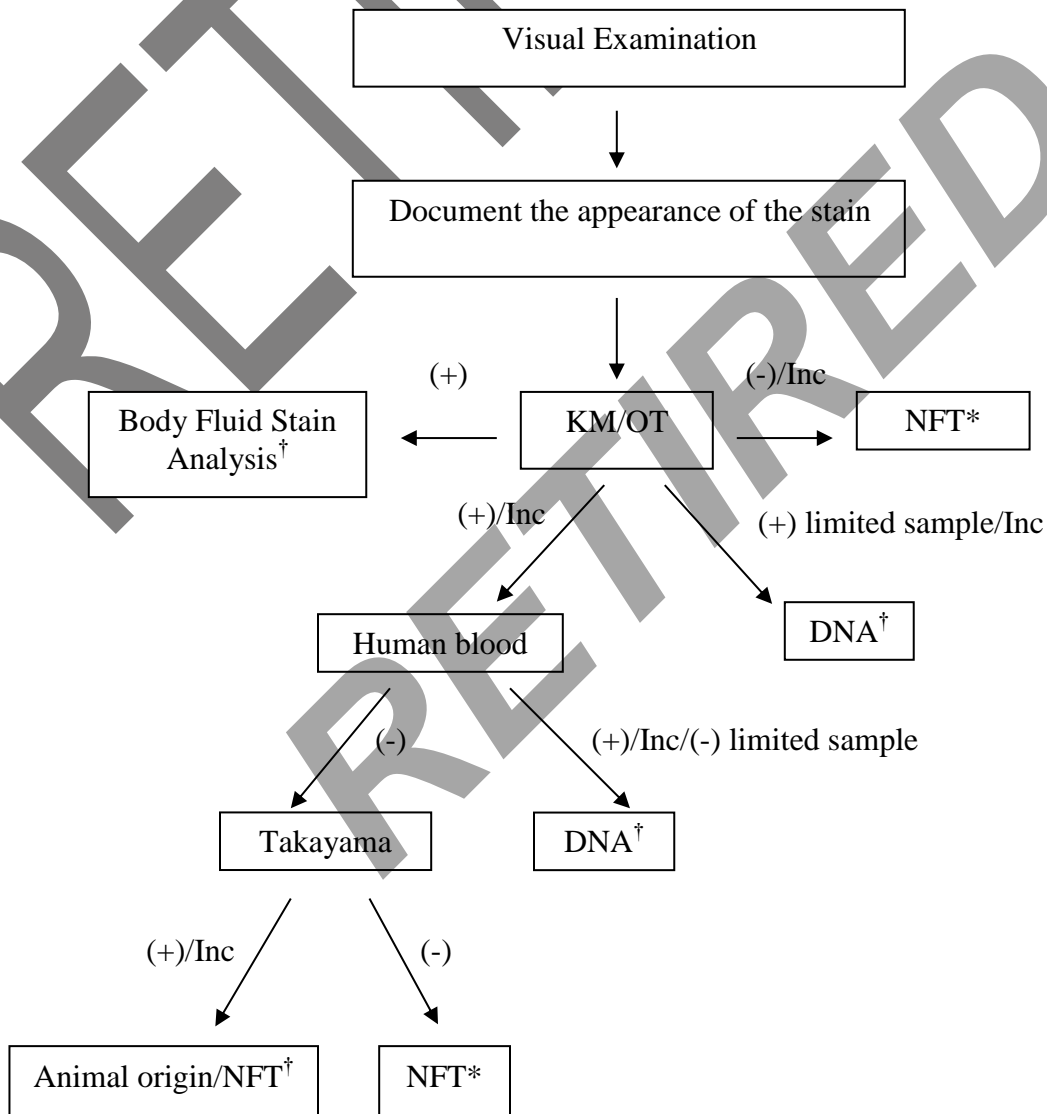 Visual Examination
Document the appearance of the stain
(+)
(-)/Inc
Body Fluid Stain
Analysis†
KM/OT
NFT*
(+)/Inc
(+) limited sample/Inc
Human blood
DNA†
(-)
(+)/Inc/(-) limited sample
Takayama
DNA†
(+)/Inc
(-)
Animal origin/NFT†
NFT*
RETIRED